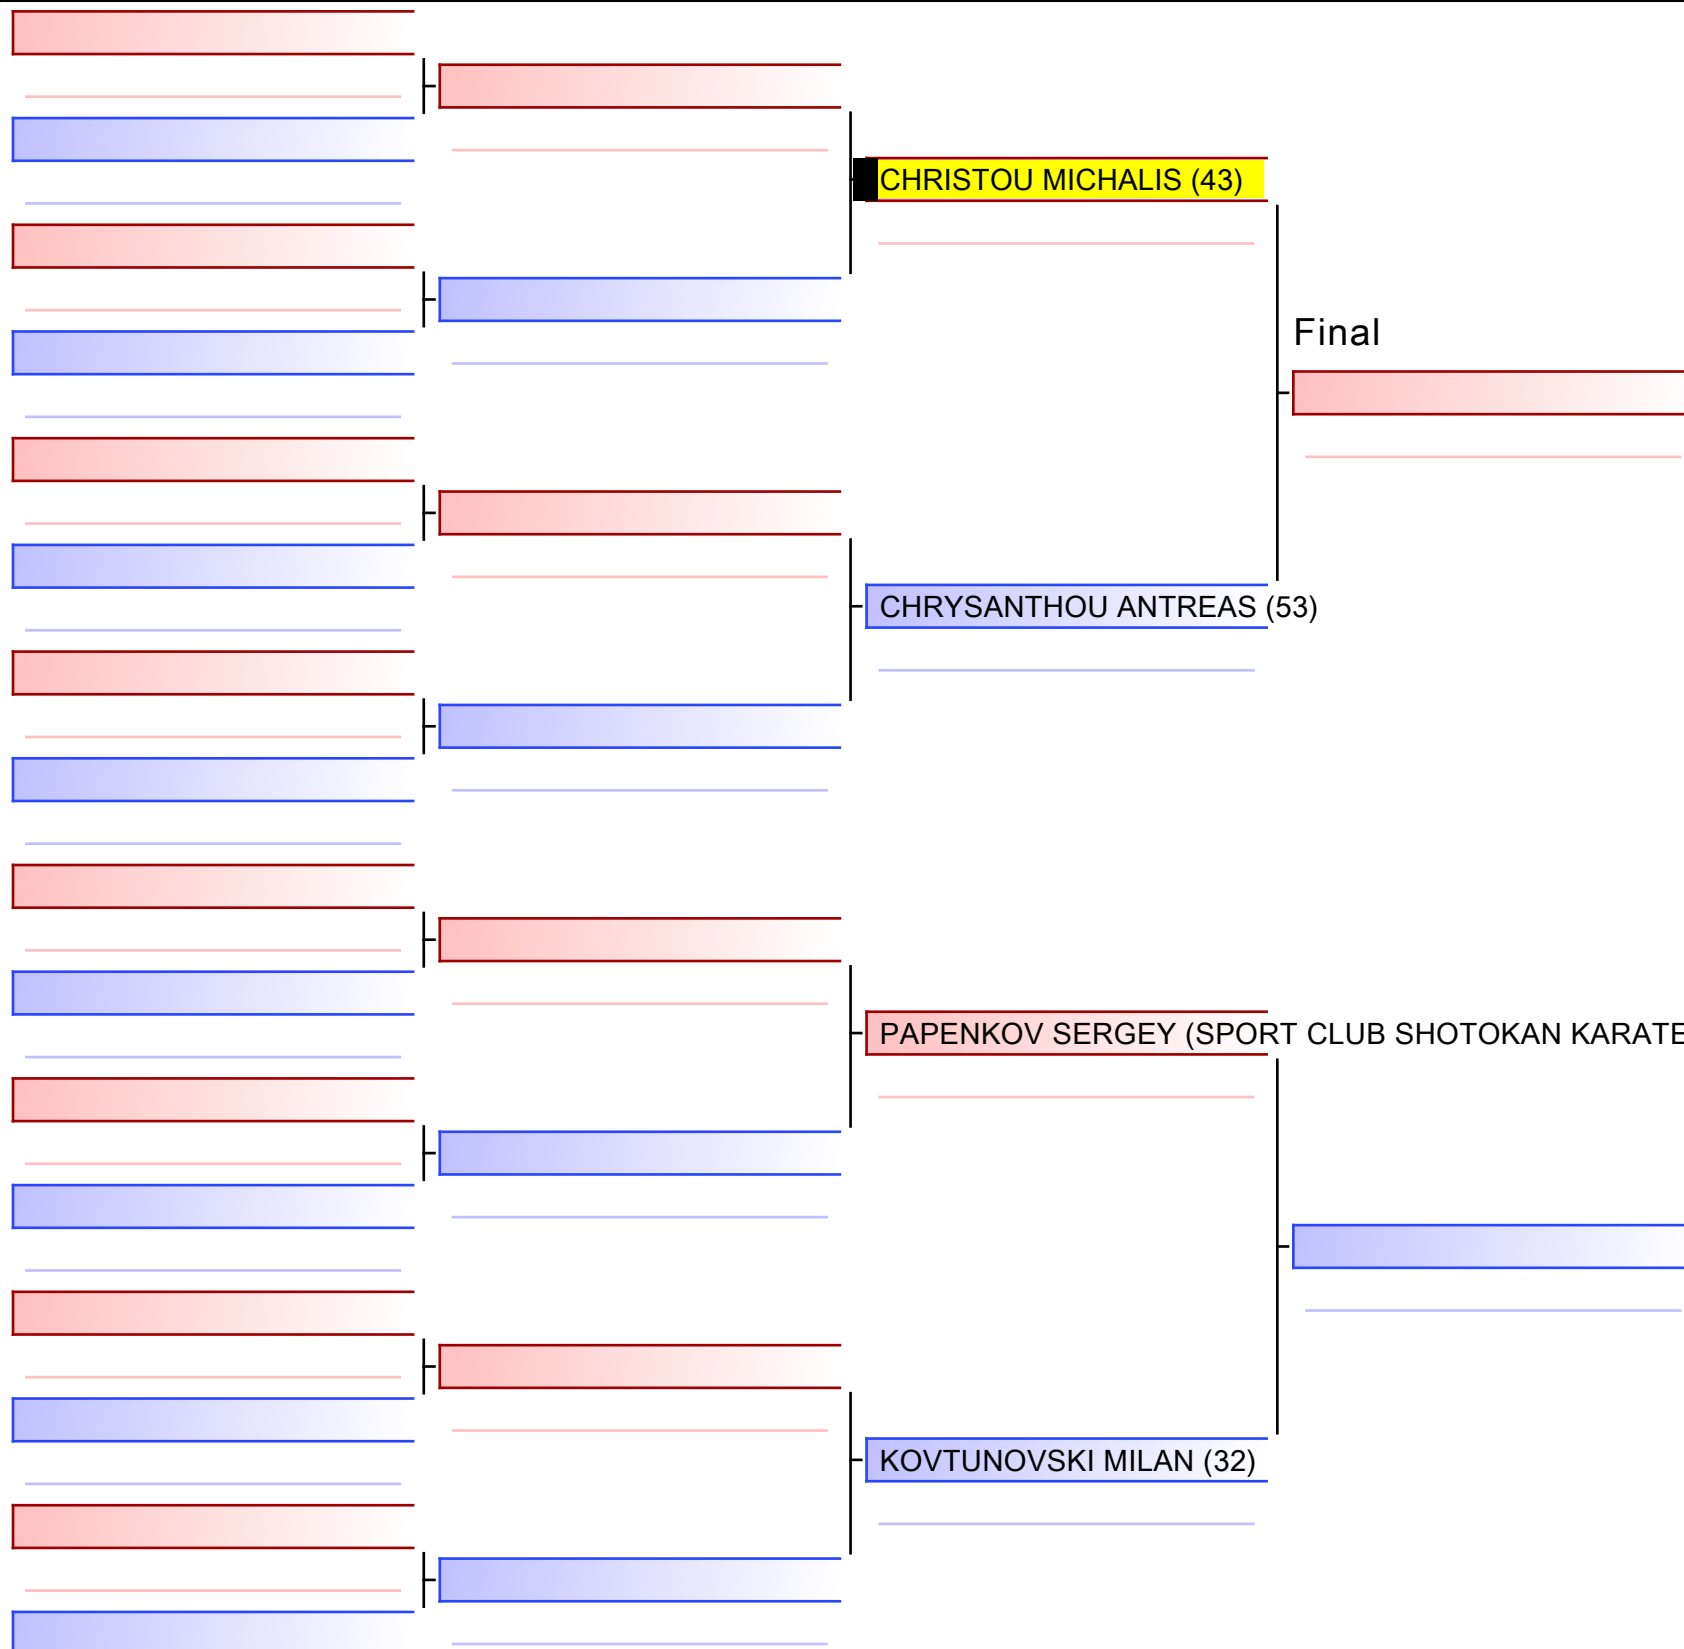 CHRISTOU MICHALIS (43)
Final
CHRYSANTHOU ANTREAS (53)
PAPENKOV SERGEY (SPORT CLUB SHOTOKAN KARATE
KOVTUNOVSKI MILAN (32)